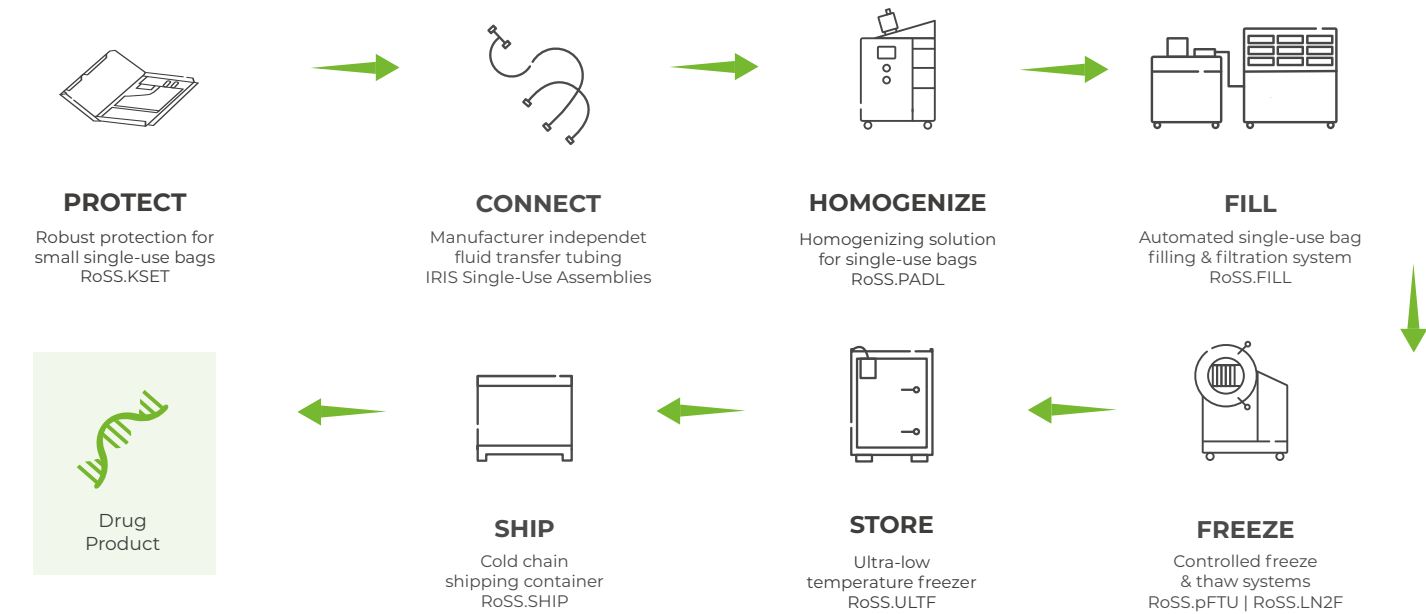 PROTECT
Robust protection for
small single-use bags
RoSS.KSET
CONNECT
Manufacturer independet
fluid transfer tubing
IRIS Single-Use Assemblies
HOMOGENIZE
Homogenizing solution
for single-use bags
RoSS.PADL
FILL
Automated single-use bag
filling & filtration system
RoSS.FILL
FREEZE
Controlled freeze
& thaw systems
RoSS.pFTU | RoSS.LN2F
STORE
Ultra-low
temperature freezer
RoSS.ULTF
SHIP
Cold chain
shipping container
RoSS.SHIP
Drug
Product